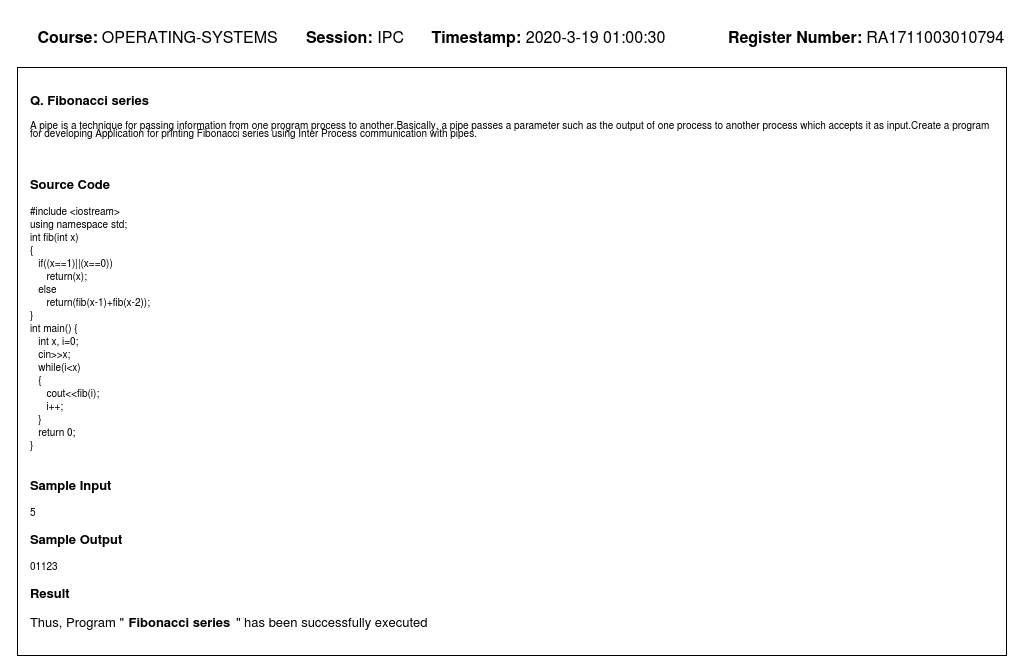 Course: OPERATING-SYSTEMS Session: IPC Timestamp: 2020-3-19 01:00:30 Register Number: RA1711003010794
Q. Fibonacci series
A pipe is a technique for passing information from one program process to another.Basically, a pipe passes a parameter such as the output of one process to another process which accepts it as input.Create a program
for developing Application for printing Fibonacci series using Inter Process communication with pipes.
Source Code
#include <iostream>
using namespace std;
int fib(int x)
{
if((x==1)||(x==0))
return(x);
else
return(fib(x-1)+fib(x-2));
}
int main() {
int x, i=0;
cin>>x;
while(i<x)
{
cout<<fib(i);
i++;
}
return 0;
}
Sample Input
5
Sample Output
01123
Result
Thus, Program " Fibonacci series " has been successfully executed